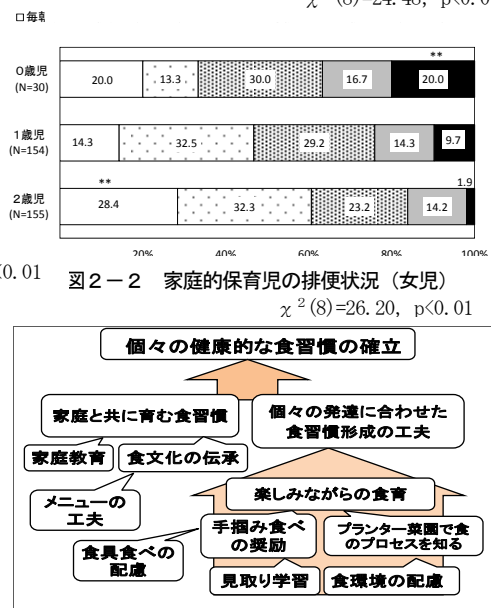 χ²(8)=24.48, p<0.0
□毎
**
0歳児
20.0 13.3 30.0 16.7 20.0
(N=30)
1歳児
14.3 32.5 29.2 14.3 9.7
(N=154)
** 1.9
2歳児
28.4 32.3 23.2 14.2
(N=155)
20% 40% 60% 80% 100%
0.01 図2－2 家庭的保育児の排便状況（女児）
χ²(8)=26.20, p<0.01
個々の健康的な食習慣の確立
家庭と共に育む食習慣
個々の発達に合わせた
食習慣形成の工夫
家庭教育 食文化の伝承
メニューの
工夫
楽しみながらの食育
手掴み食べ
の奨励
プランター菜園で食
のプロセスを知る
食具食べの
配慮
見取り学習 食環境の配慮